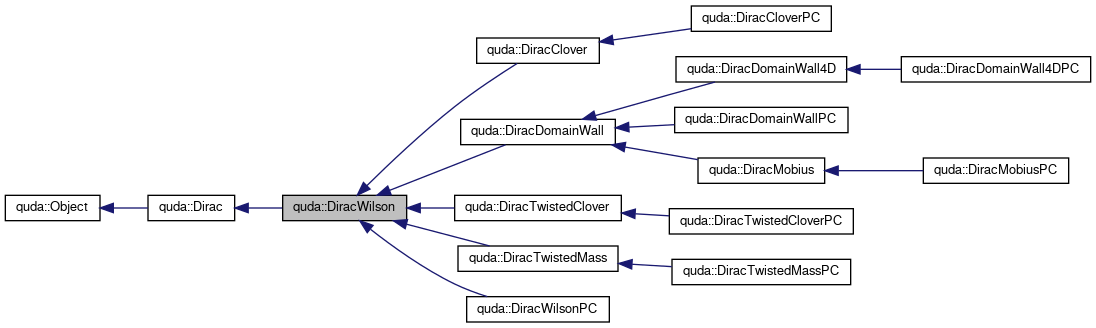 quda::Object
quda::Dirac
quda::DiracWilson
quda::DiracClover
quda::DiracCloverPC
quda::DiracDomainWall
quda::DiracDomainWall4D
quda::DiracDomainWall4DPC
quda::DiracDomainWallPC
quda::DiracMobius
quda::DiracMobiusPC
quda::DiracTwistedClover
quda::DiracTwistedCloverPC
quda::DiracTwistedMass
quda::DiracTwistedMassPC
quda::DiracWilsonPC